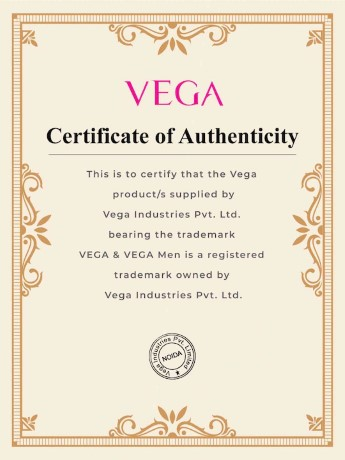 VEGA
Certificate of Authenticity
This is to certify that the Vega
product/s supplied by
Vega Industries Pvt. Ltd.
bearing the trademark
VEGA & VEGA Men is a registered
trademark owned by
Vega Industries Pvt. Ltd.
Vega Industries Pvt. Limited
NOIDA